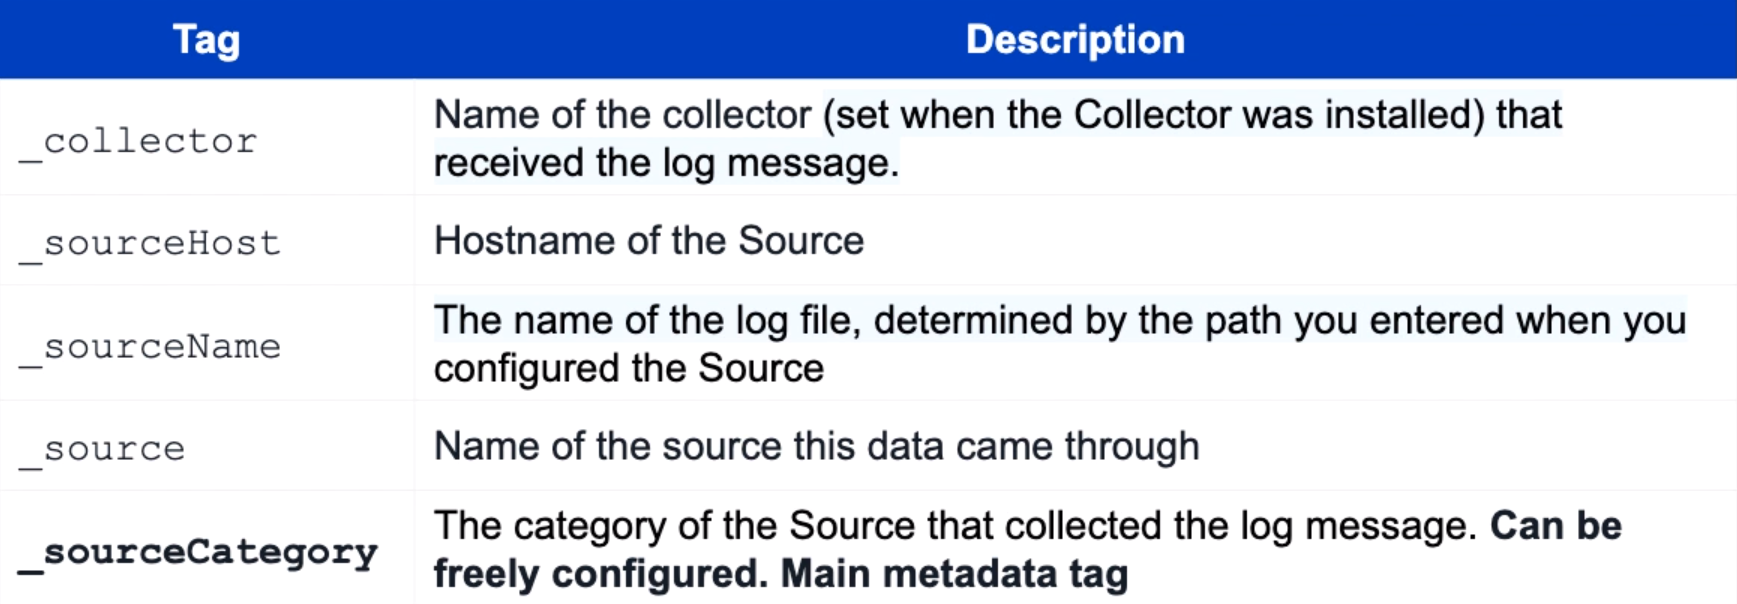 Tag Description
_collector Name of the collector (set when the Collector was installed) that
received the log message.
_sourceHost Hostname of the Source
_sourceName The name of the log file, determined by the path you entered when you
configured the Source
_source Name of the source this data came through
_sourceCategory The category of the Source that collected the log message. Can be
freely configured. Main metadata tag